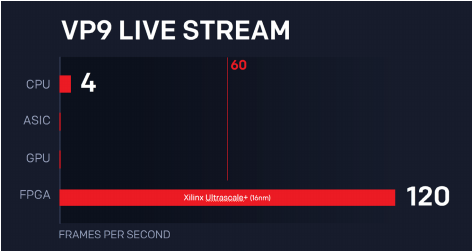 VP9 LIVE STREAM
60
CPU 4
ASIC
GPU
FPGA Xilinx Ultrascale+ (16nm) 120
FRAMES PER SECOND